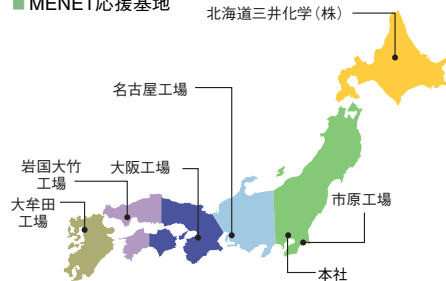 ■ MENET応援基地
北海道三井化学(株)
名古屋工場
岩国大竹
工場
大阪工場
大牟田
工場
市原工場
本社